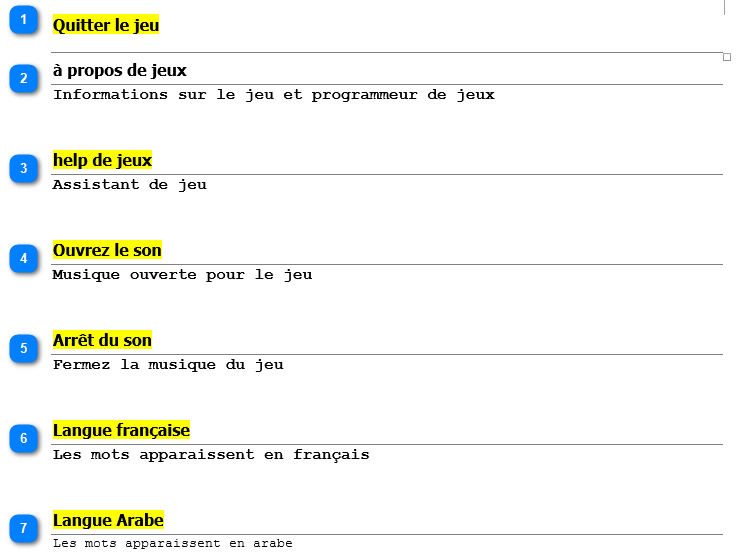 1 Quitter le jeu
2 à propos de jeux
Informations sur le jeu et programmeur de jeux
3 help de jeux
Assistant de jeu
4 Ouvrez le son
Musique ouverte pour le jeu
5 Arrêt du son
Fermez la musique du jeu
6 Langue française
Les mots apparaissent en français
7 Langue Arabe
Les mots apparaissent en arabe